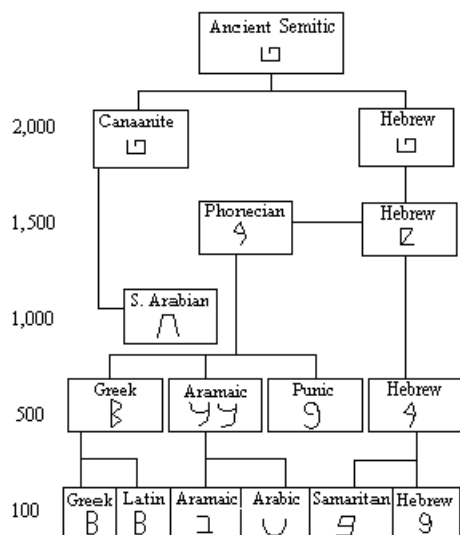 Ancient Semitic
2,000
Canaanite
Hebrew
1,500
Phonecian
Hebrew
1,000
S. Arabian
500
Greek
Aramaic
Punic
Hebrew
100
Greek
Latin
Aramaic
Arabic
Samaritan
Hebrew